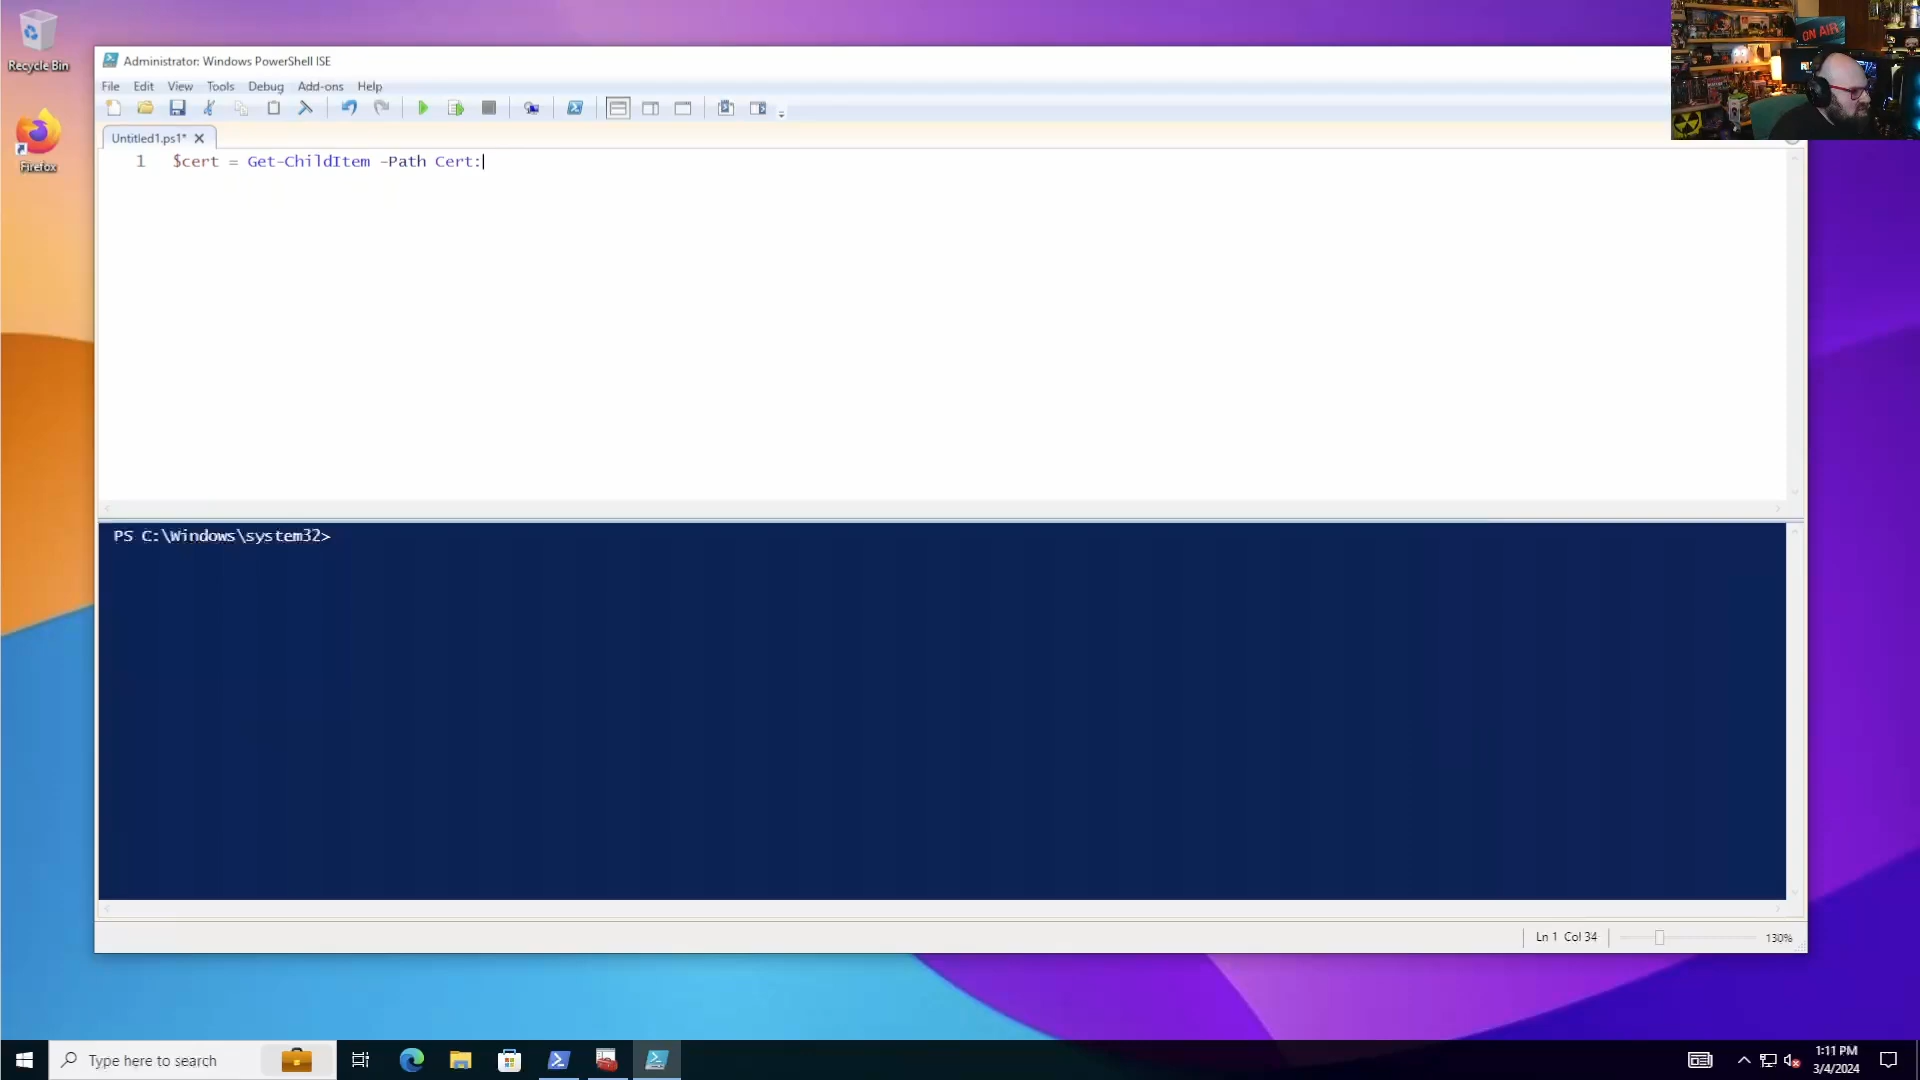 Recycle Bin
Firefox
Administrator: Windows PowerShell ISE
File Edit View Tools Debug Add-ons Help
Untitled1.ps1*
1 $cert = Get-ChildItem -Path Cert:
PS C:\Windows\system32>
Ln 1 Col 34
130%
ON AIR
Type here to search
1:11 PM
3/4/2024